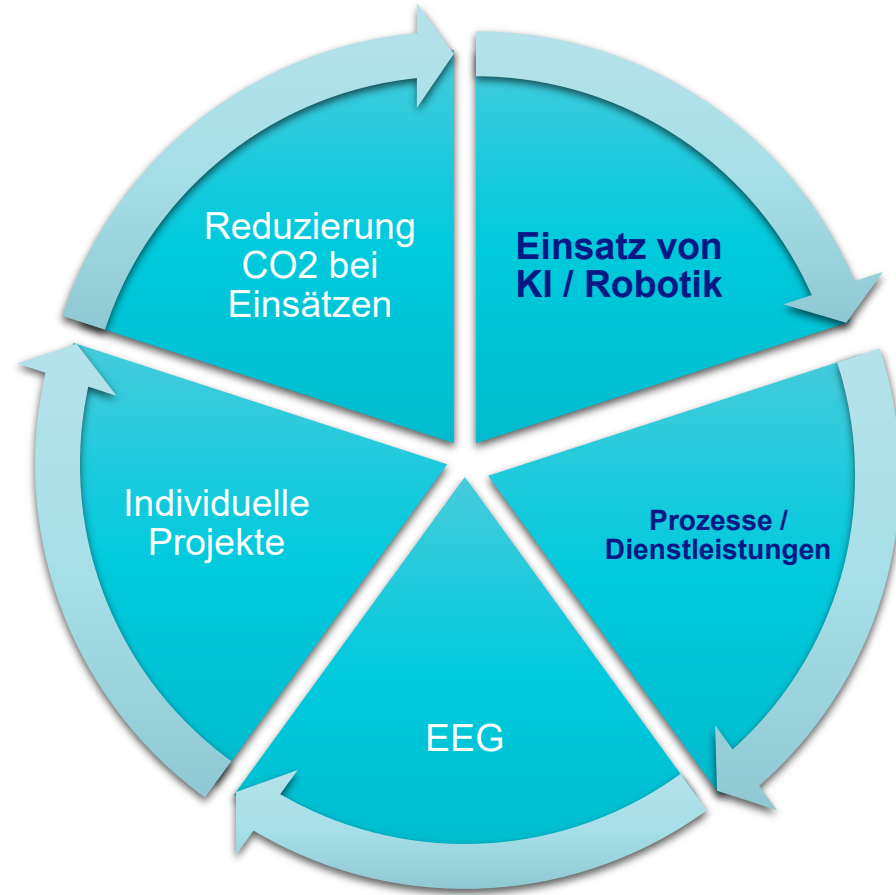 Einsatz von
KI / Robotik
Prozesse /
Dienstleistungen
EEG
Individuelle
Projekte
Reduzierung
CO2 bei
Einsätzen